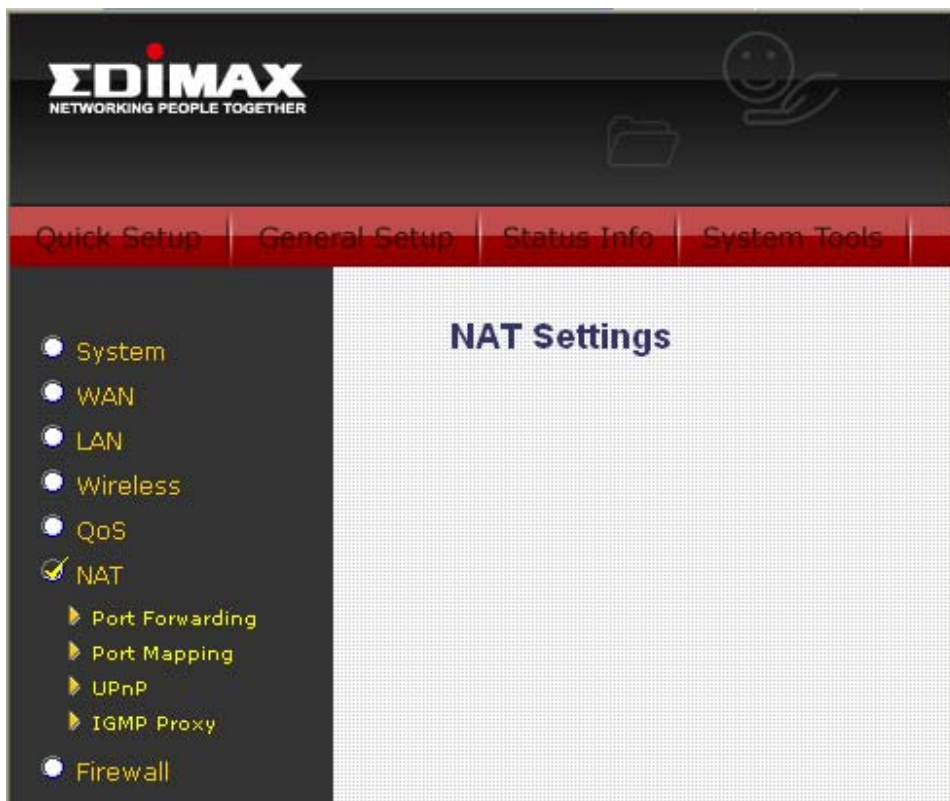 EDIMAX
NETWORKING PEOPLE TOGETHER
Quick Setup General Setup Status Info System Tools
NAT Settings
System
WAN
LAN
Wireless
QoS
NAT
Port Forwarding
Port Mapping
UPnP
IGMP Proxy
Firewall